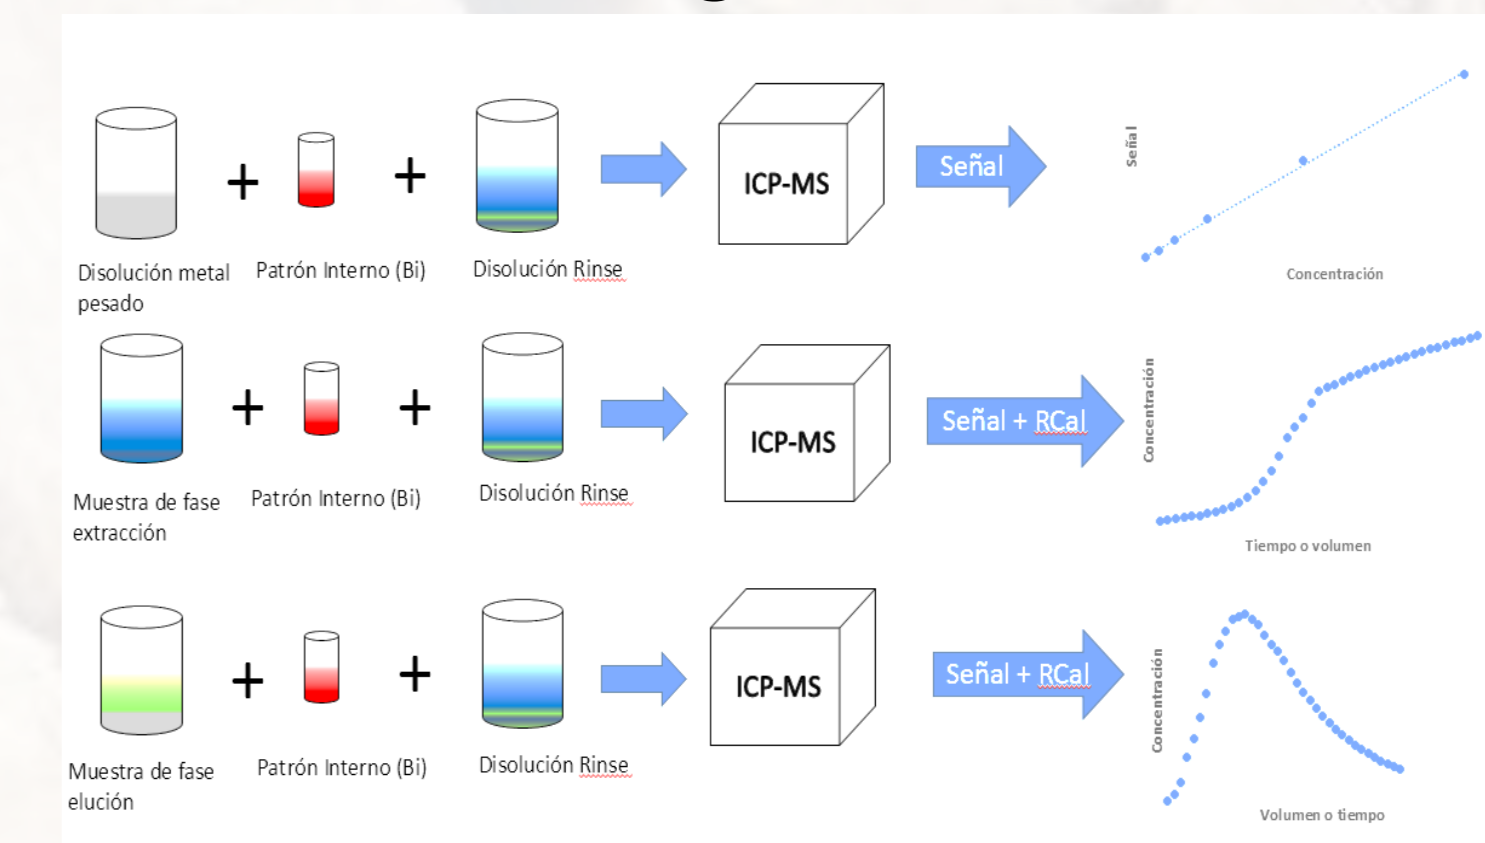 Señal
ICP-MS
Señal
Concentración
Disolución metal
pesado
Patrón Interno (Bi)
Disolución Rinse
Concentración
ICP-MS
Señal + RCal
Muestra de fase
extracción
Patrón Interno (Bi)
Disolución Rinse
Tiempo o volumen
Concentración
ICP-MS
Señal + RCal
Muestra de fase
elución
Patrón Interno (Bi)
Disolución Rinse
Volumen o tiempo